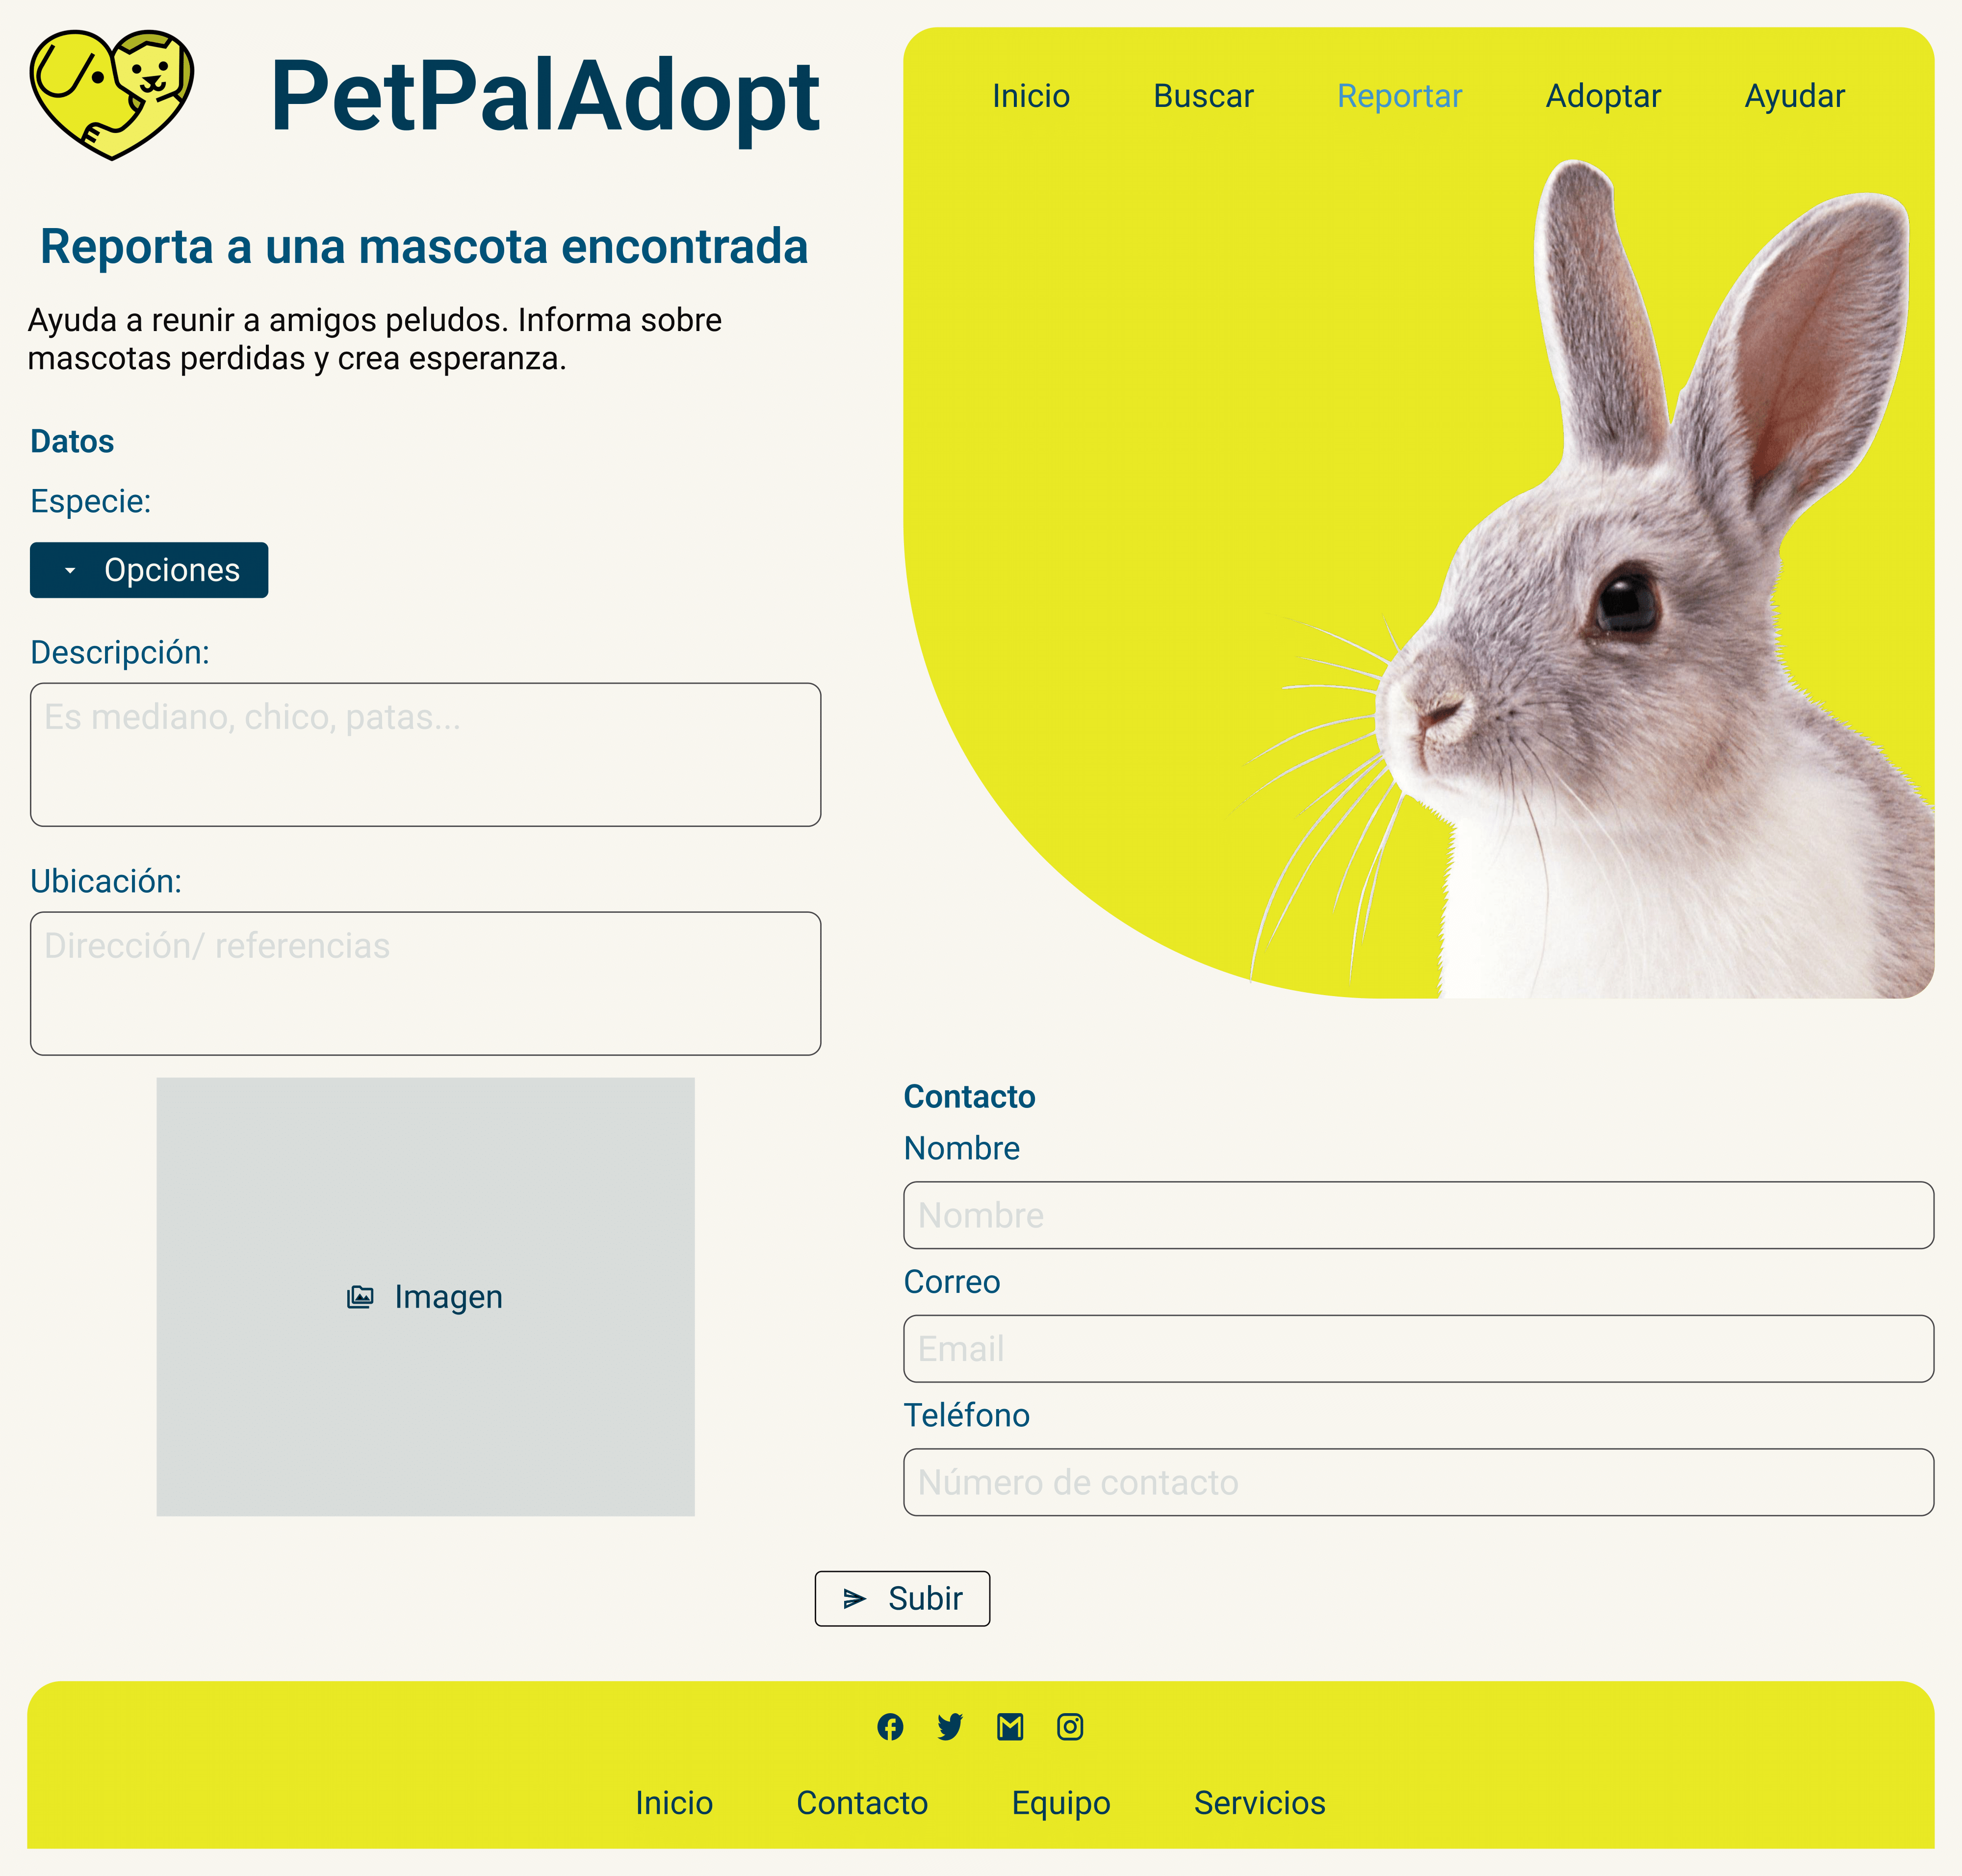 PetPalAdopt
Inicio
Buscar
Reportar
Adoptar
Ayudar
Reporta a una mascota encontrada
Ayuda a reunir a amigos peludos. Informa sobre
mascotas perdidas y crea esperanza.
Datos
Especie:
Opciones
Descripción:
Es mediano, chico, patas...
Ubicación:
Dirección/ referencias
Imagen
Contacto
Nombre
Nombre
Correo
Email
Teléfono
Número de contacto
Subir
Inicio
Contacto
Equipo
Servicios